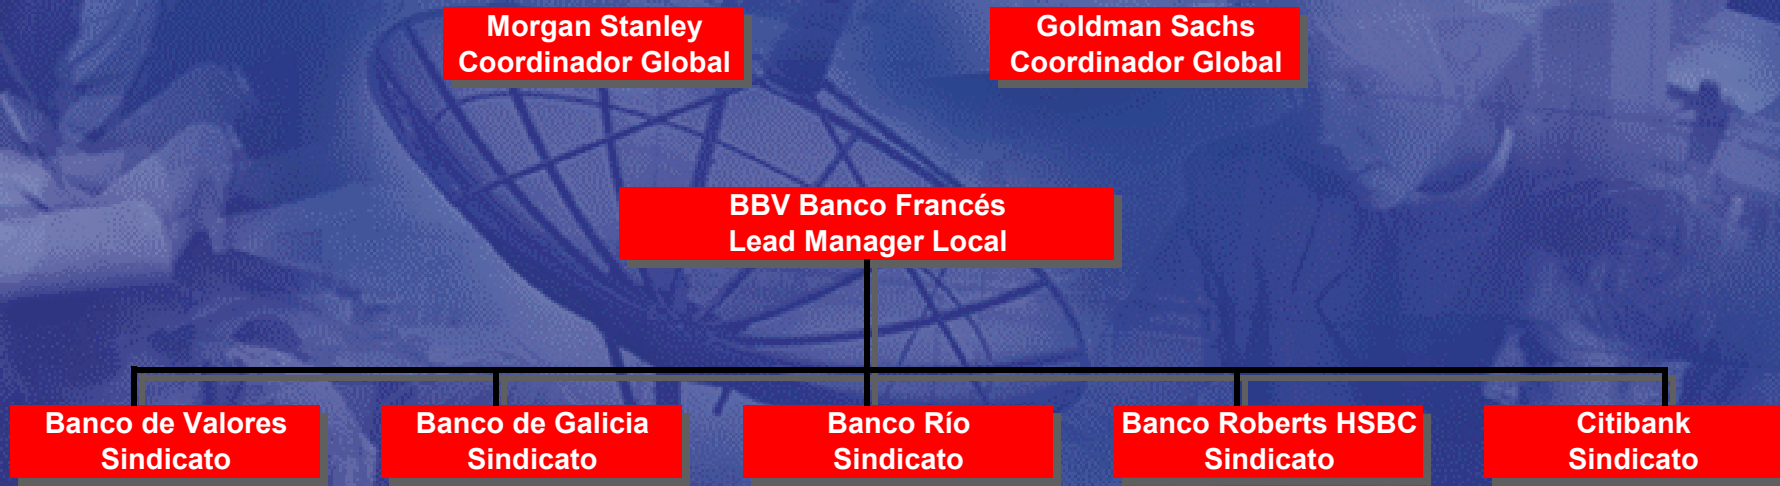 Morgan Stanley
Coordinador Global
Goldman Sachs
Coordinador Global
BBV Banco Francés
Lead Manager Local
Banco de Valores
Sindicato
Banco de Galicia
Sindicato
Banco Río
Sindicato
Banco Roberts HSBC
Sindicato
Citibank
Sindicato